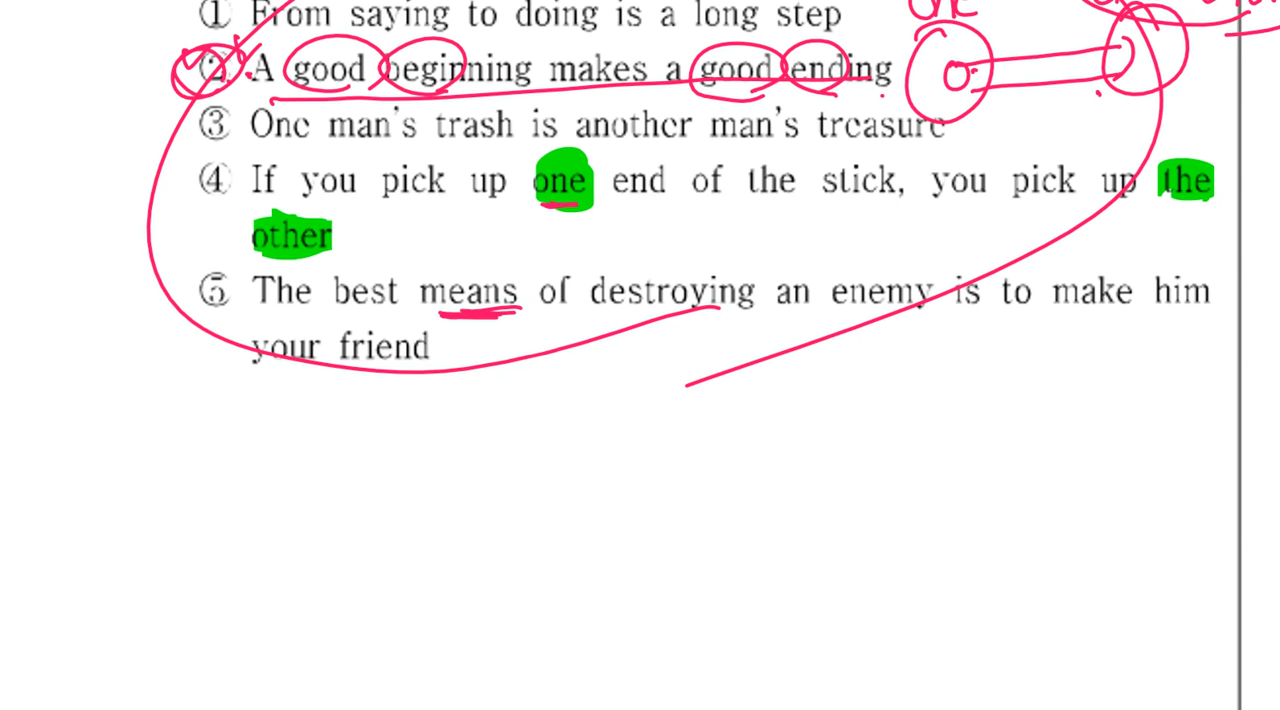 one
① From saying to doing is a long step
② A good beginning makes a good ending
③ One man's trash is another man's treasure
④ If you pick up one end of the stick, you pick up the
other
⑤ The best means of destroying an enemy is to make him
your friend